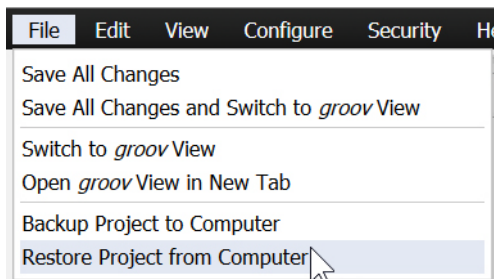 File Edit View Configure Security
Save All Changes
Save All Changes and Switch to groov View
Switch to groov View
Open groov View in New Tab
Backup Project to Computer
Restore Project from Computer